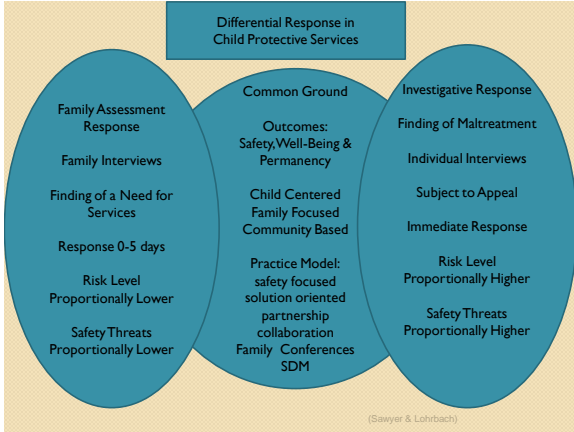 Differential Response in
Child Protective Services
Family Assessment
Response
Family Interviews
Finding of a Need for
Services
Response 0-5 days
Risk Level
Proportionally Lower
Safety Threats
Proportionally Lower
Common Ground
Outcomes:
Safety, Well-Being &
Permanency
Child Centered
Family Focused
Community Based
Practice Model:
safety focused
solution oriented
partnership
collaboration
Family Conferences
SDM
Investigative Response
Finding of Maltreatment
Individual Interviews
Subject to Appeal
Immediate Response
Risk Level
Proportionally Higher
Safety Threats
Proportionally Higher
(Sawyer & Lohrbach)